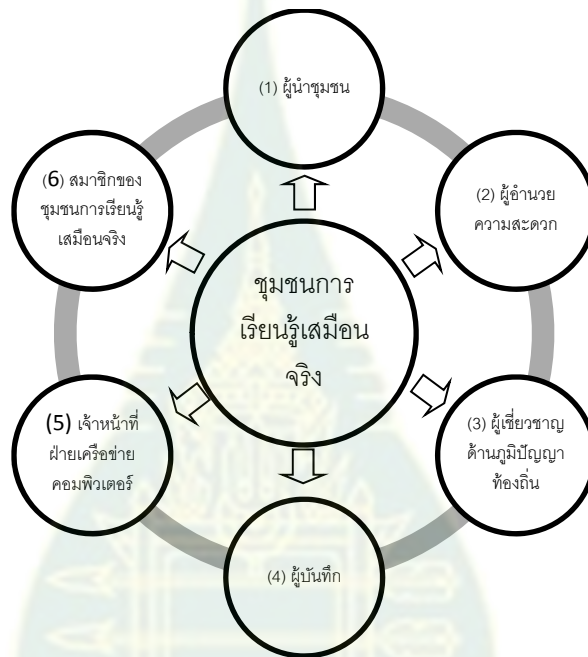 (1) ผู้นำชุมชน
(2) ผู้อำนวย
ความสะดวก
(3) ผู้เชี่ยวชาญ
ด้านภูมิปัญญา
ท้องถิ่น
(4) ผู้บันทึก
(5) เจ้าหน้าที่
ฝ่ายเครือข่าย
คอมพิวเตอร์
(6) สมาชิกของ
ชุมชนการเรียนรู้
เสมือนจริง
ชุมชนการ
เรียนรู้เสมือน
จริง